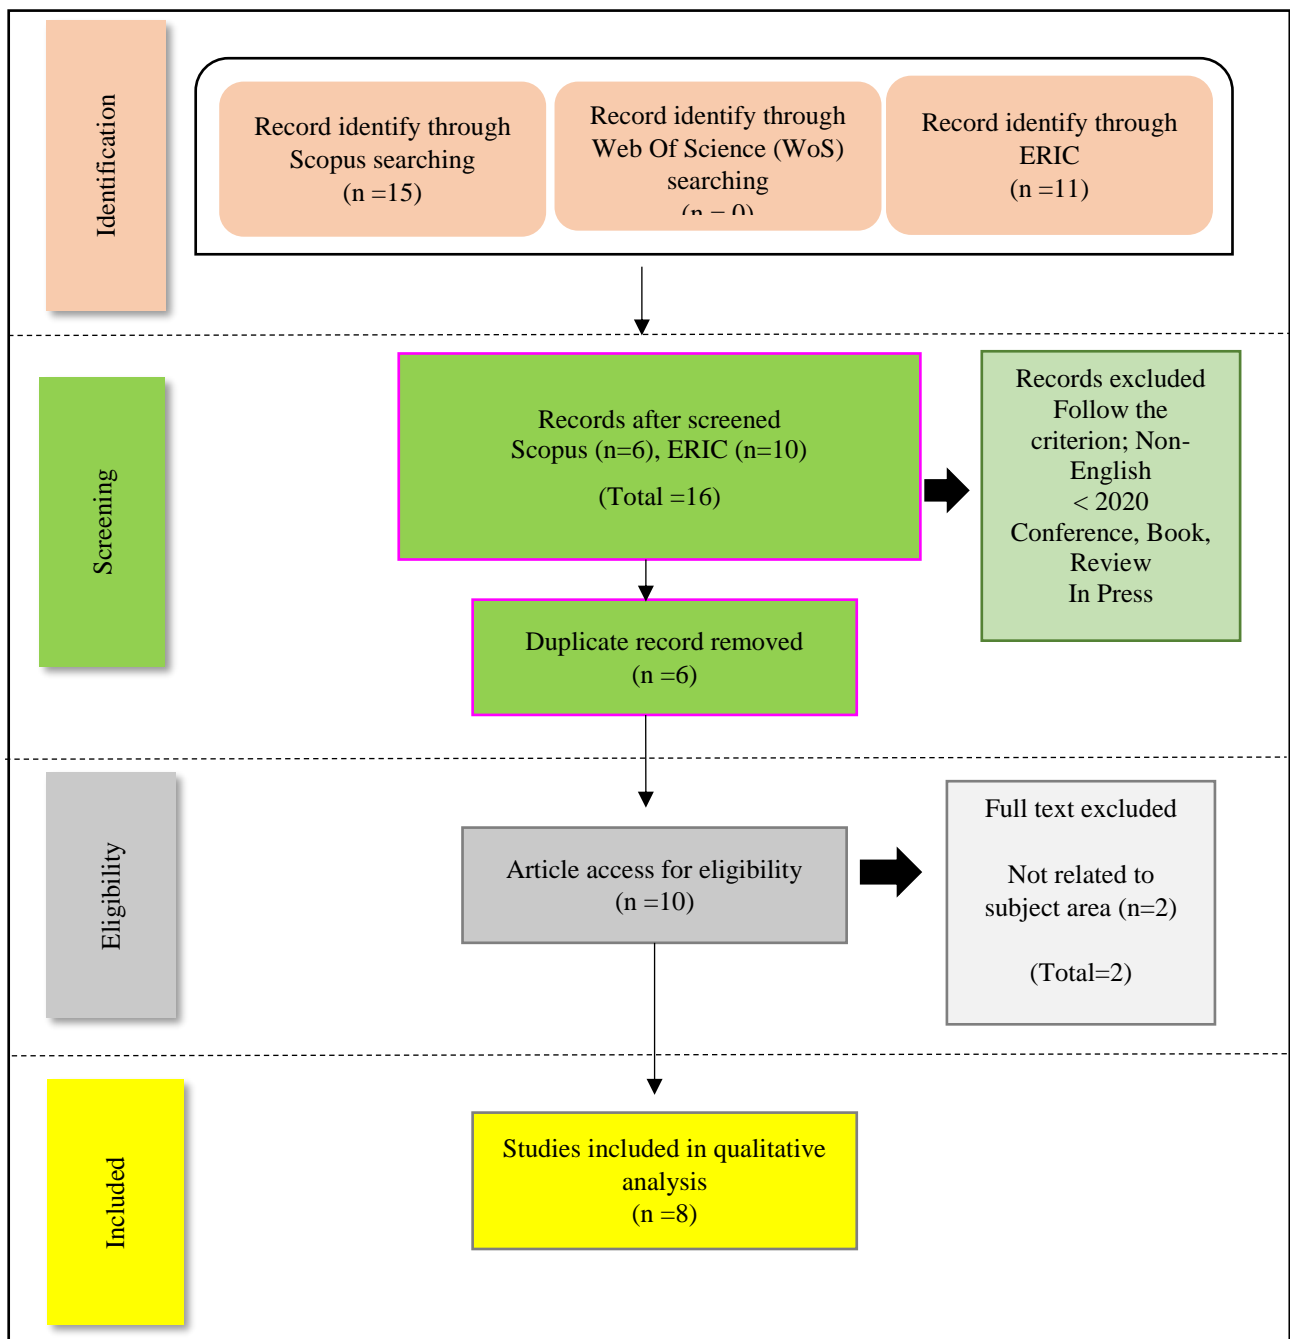 Identification
Record identify through
Scopus searching
(n =15)
Record identify through
Web Of Science (WoS)
searching
(n = 0)
Record identify through
ERIC
(n =11)
Screening
Records after screened
Scopus (n=6), ERIC (n=10)
(Total =16)
Records excluded
Follow the
criterion; Non-
English
< 2020
Conference, Book,
Review
In Press
Duplicate record removed
(n =6)
Eligibility
Article access for eligibility
(n =10)
Full text excluded
Not related to
subject area (n=2)
(Total=2)
Included
Studies included in qualitative
analysis
(n =8)